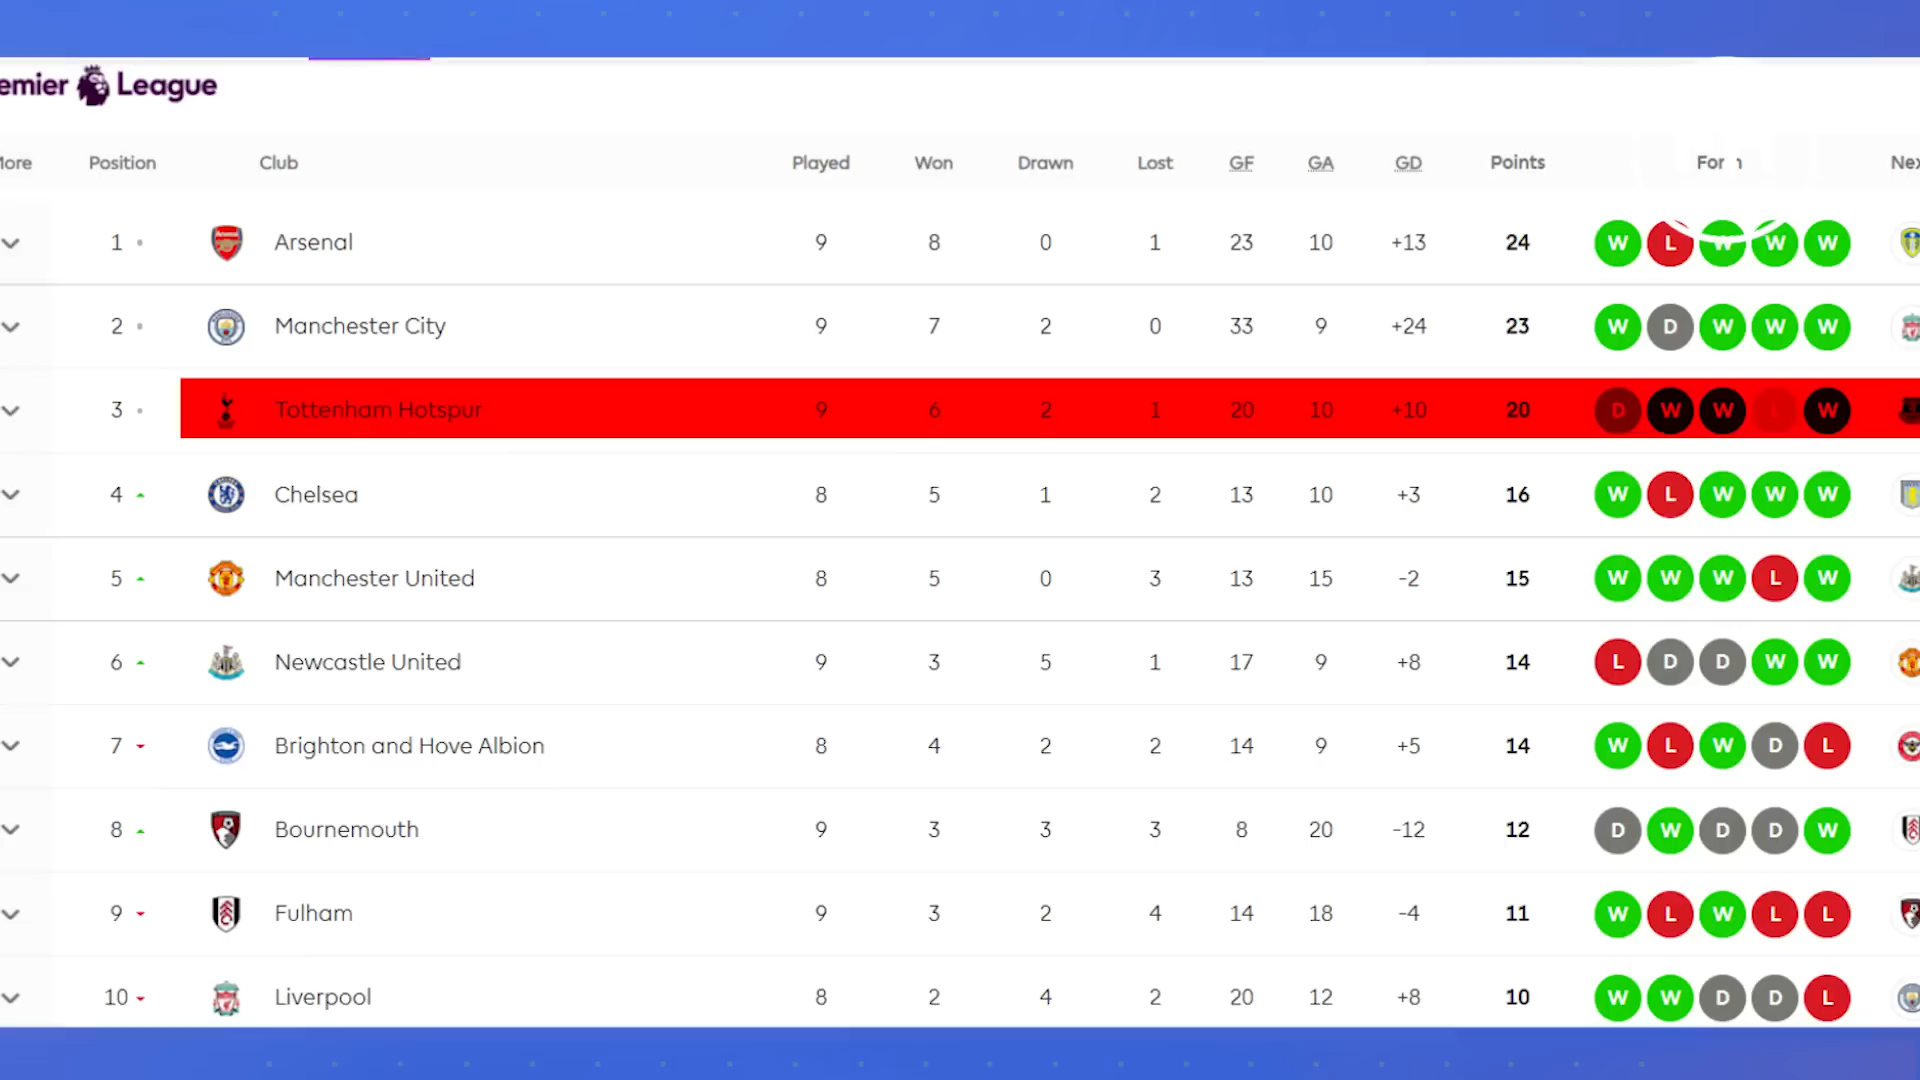 emier League
More Position Club Played Won Drawn Lost GF GA GD Points For Nex
1 Arsenal 9 8 0 1 23 10 +13 24 W L W W W
2 Manchester City 9 7 2 0 33 9 +24 23 W D W W W
3 Tottenham Hotspur 9 6 2 1 20 10 +10 20 D W W L W
4 Chelsea 8 5 1 2 13 10 +3 16 W L W W W
5 Manchester United 8 5 0 3 13 15 -2 15 W W W L W
6 Newcastle United 9 3 5 1 17 9 +8 14 L D D W W
7 Brighton and Hove Albion 8 4 2 2 14 9 +5 14 W L W D L
8 Bournemouth 9 3 3 3 8 20 -12 12 D W D D W
9 Fulham 9 3 2 4 14 18 -4 11 W L W L L
10 Liverpool 8 2 4 2 20 12 +8 10 W W D D L